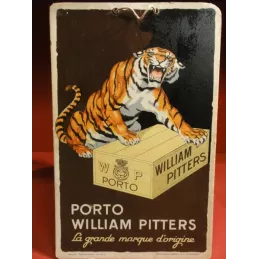 WILLIAM
PITTERS
W P
PORTO
PORTO
WILLIAM PITTERS
La grande marque d'origine